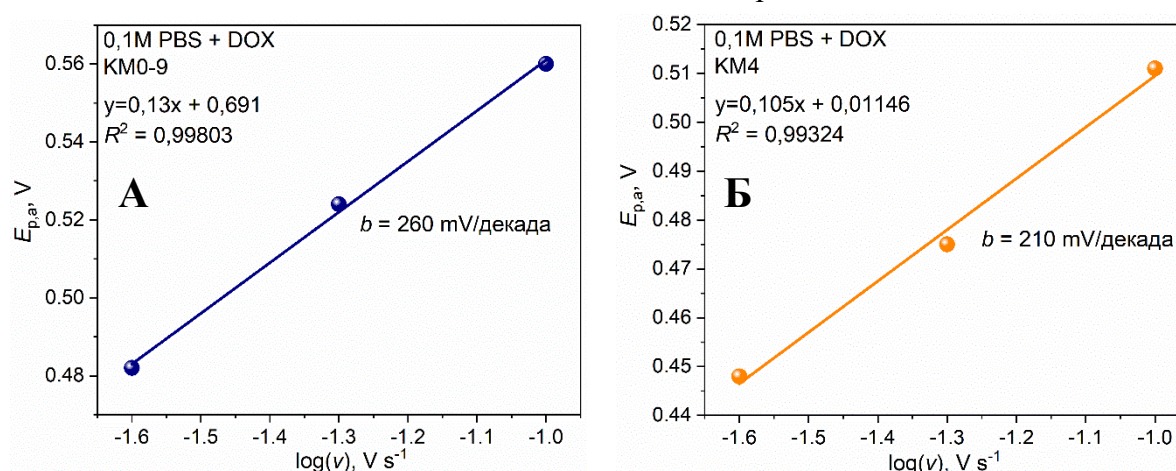 0,1M PBS + DOX
KM0-9
y=0,13x + 0,691
R² = 0,99803
А
b = 260 mV/декада
E p,a, V
0.56
0.54
0.52
0.50
0.48
-1.6
-1.5
-1.4
-1.3
-1.2
-1.1
-1.0
log(v), V s⁻¹
0,1M PBS + DOX
KM4
y=0,105x + 0,01146
R² = 0,99324
Б
b = 210 mV/декада
E p,a, V
0.52
0.51
0.50
0.49
0.48
0.47
0.46
0.45
0.44
-1.6
-1.5
-1.4
-1.3
-1.2
-1.1
-1.0
log(v), V s⁻¹